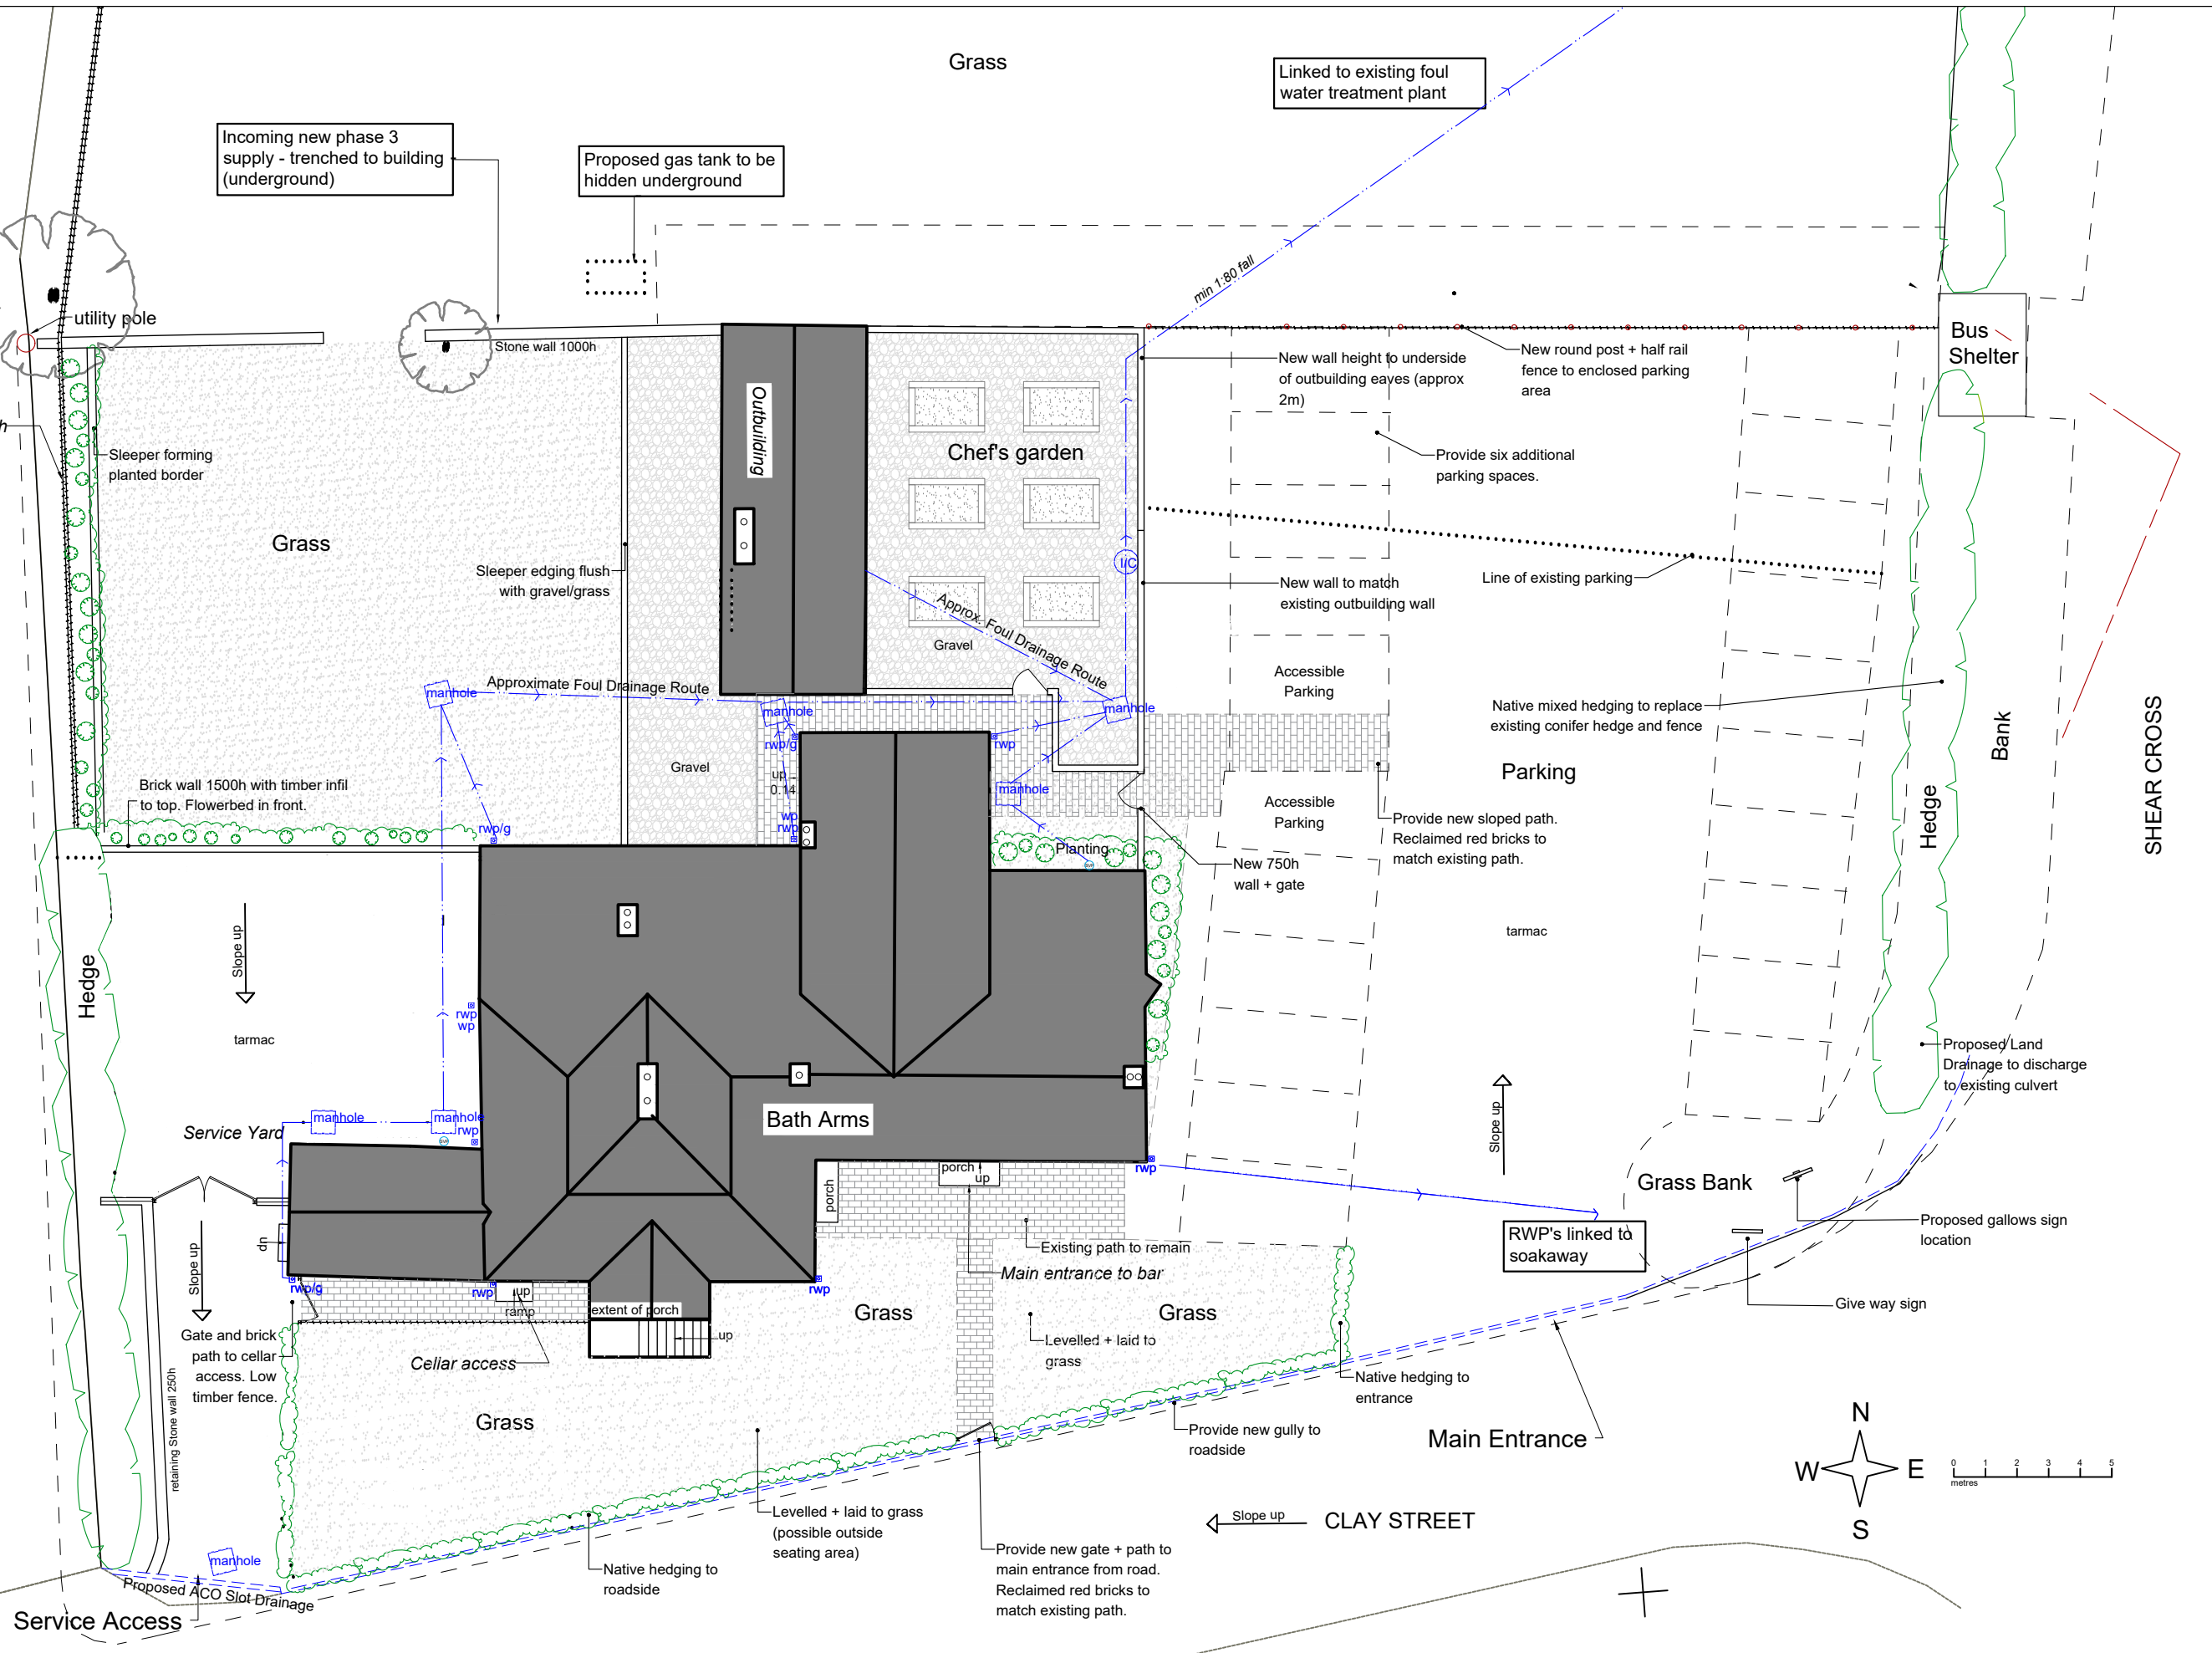 Grass
Linked to existing foul
water treatment plant
Incoming new phase 3
supply - trenched to building
(underground)
Proposed gas tank to be
hidden underground
min 1:80 fall
utility pole
Stone wall 1000h
Bus
Shelter
New wall height to underside
of outbuilding eaves (approx
2m)
New round post + half rail
fence to enclosed parking
area
Outbuilding
h
Sleeper forming
planted border
Chef's garden
Provide six additional
parking spaces.
Grass
Sleeper edging flush
with gravel/grass
I/C
New wall to match
existing outbuilding wall
Line of existing parking
Approx. Foul Drainage Route
Gravel
Accessible
Parking
manhole
Approximate Foul Drainage Route
manhole
manhole
Native mixed hedging to replace
existing conifer hedge and fence
Bank
SHEAR CROSS
rwp/g
rwp
Gravel
up
0.14
manhole
Parking
Brick wall 1500h with timber infil
to top. Flowerbed in front.
Accessible
Parking
Provide new sloped path.
Reclaimed red bricks to
match existing path.
Hedge
rwp/g
wp
rwp
Planting
New 750h
wall + gate
Slope up
tarmac
Hedge
rwp
wp
tarmac
Proposed Land
Drainage to discharge
to existing culvert
Slope up
manhole
manhole
rwp
Service Yard
Bath Arms
porch
up
rwp
porch
Grass Bank
Proposed gallows sign
location
RWP's linked to
soakaway
Slope up
dn
Existing path to remain
Main entrance to bar
rwp/g
rwp
up
ramp
extent of porch
rwp
Grass
Grass
Give way sign
up
Gate and brick
path to cellar
access. Low
timber fence.
Cellar access
Levelled + laid to
grass
Native hedging to
entrance
retaining Stone wall 250h
Grass
Provide new gully to
roadside
Main Entrance
N
W
E
S
0 1 2 3 4 5
metres
Levelled + laid to grass
(possible outside
seating area)
Slope up
CLAY STREET
Provide new gate + path to
main entrance from road.
Reclaimed red bricks to
match existing path.
manhole
Native hedging to
roadside
Proposed ACO Slot Drainage
Service Access